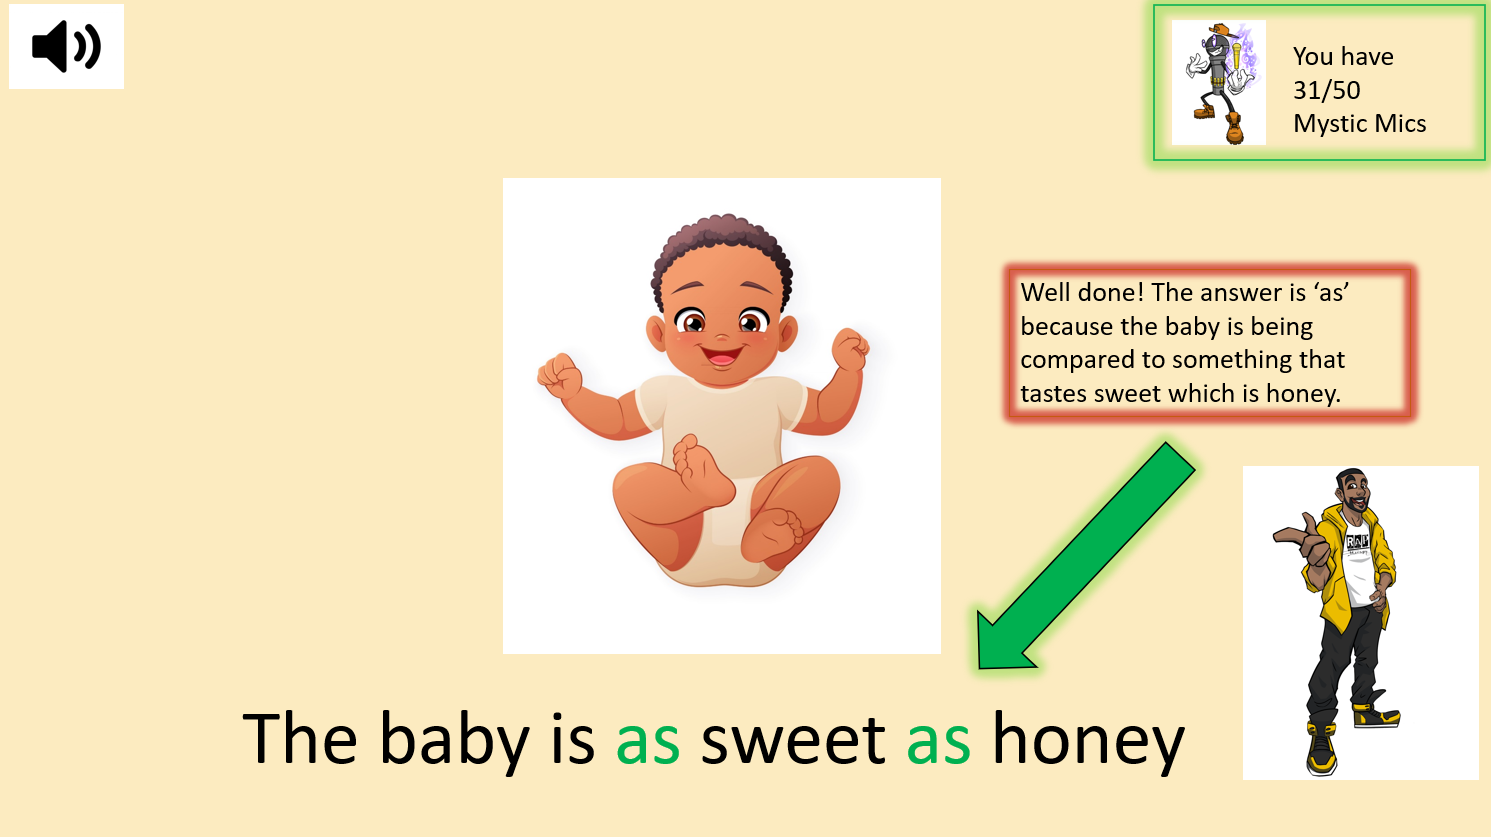 You have
31/50
Mystic Mics
Well done! The answer is ‘as’
because the baby is being
compared to something that
tastes sweet which is honey.
RAP
The baby is as sweet as honey